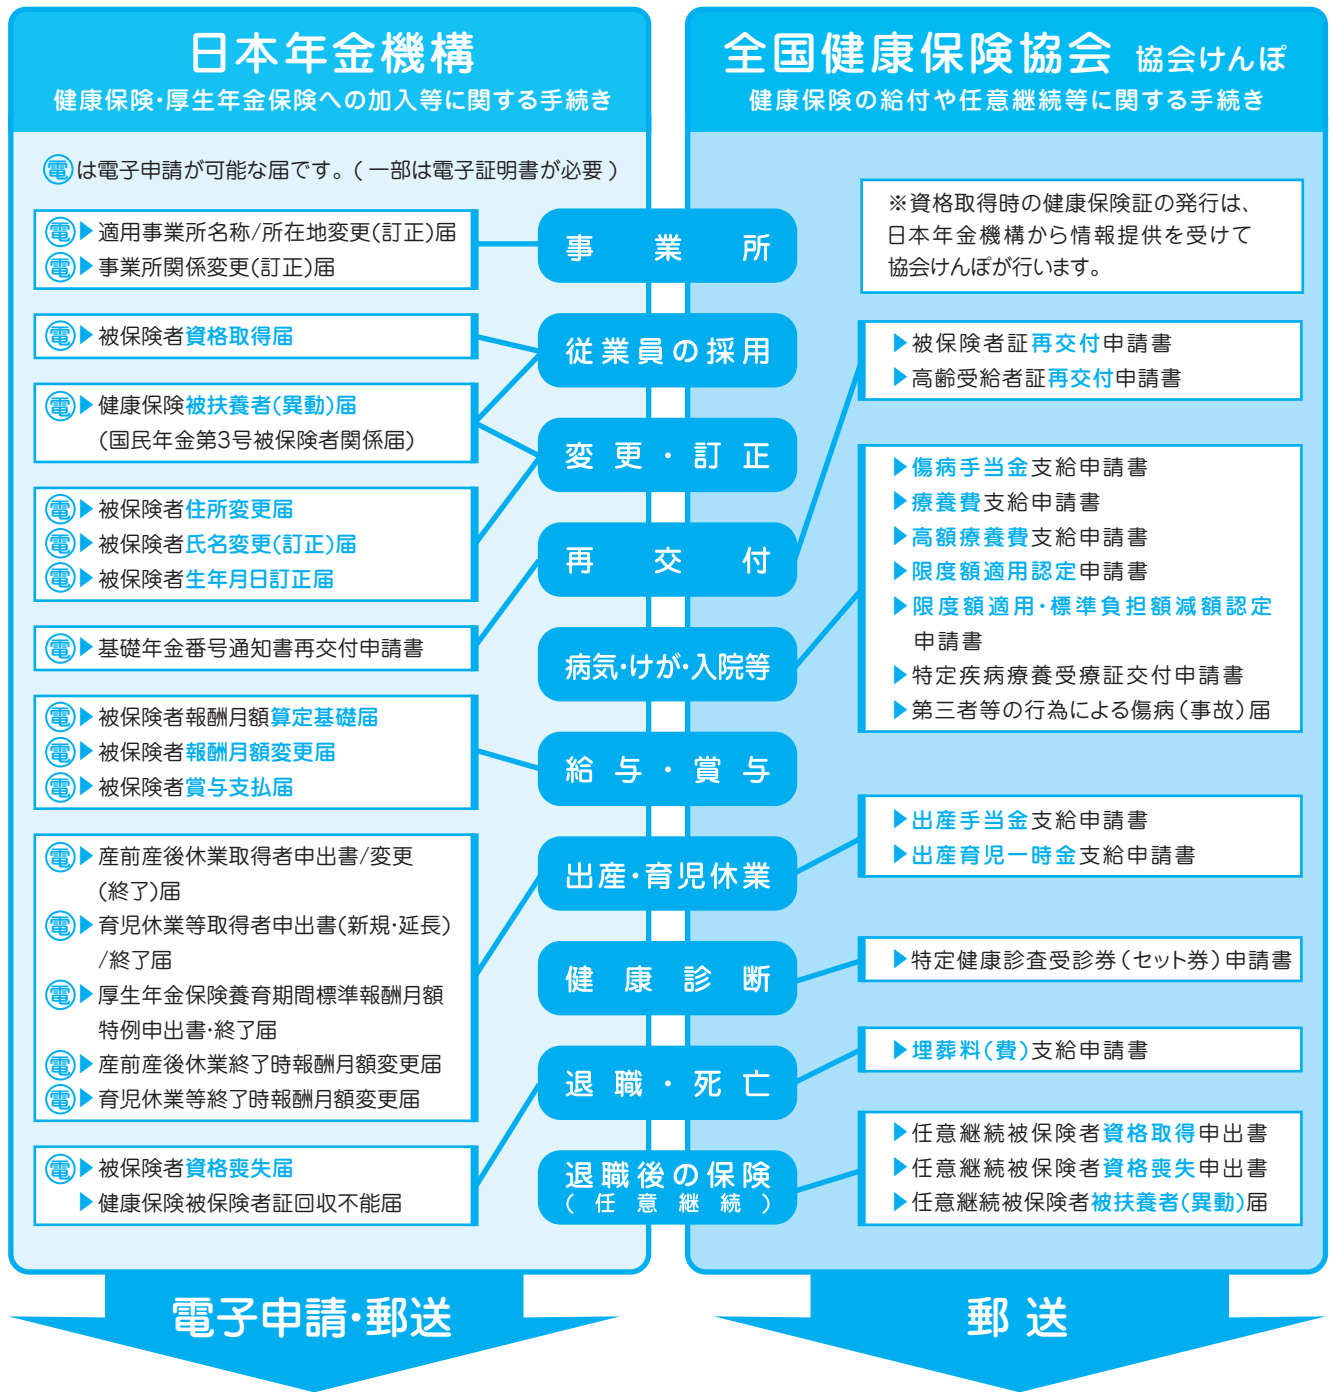 日本年金機構
健康保険・厚生年金保険への加入等に関する手続き
電は電子申請が可能な届です。（一部は電子証明書が必要）
電▶適用事業所名称/所在地変更(訂正)届
電▶事業所関係変更(訂正)届
電▶被保険者資格取得届
電▶健康保険被扶養者(異動)届
(国民年金第3号被保険者関係届)
電▶被保険者住所変更届
電▶被保険者氏名変更(訂正)届
電▶被保険者生年月日訂正届
電▶基礎年金番号通知書再交付申請書
電▶被保険者報酬月額算定基礎届
電▶被保険者報酬月額変更届
電▶被保険者賞与支払届
電▶産前産後休業取得者申出書/変更
(終了)届
電▶育児休業等取得者申出書(新規・延長)
/終了届
電▶厚生年金保険養育期間標準報酬月額
特例申出書・終了届
電▶産前産後休業終了時報酬月額変更届
電▶育児休業等終了時報酬月額変更届
電▶被保険者資格喪失届
▶健康保険被保険者証回収不能届
電子申請・郵送
事業所
従業員の採用
変更・訂正
再交付
病気・けが・入院等
給与・賞与
出産・育児休業
健康診断
退職・死亡
退職後の保険
(任意継続)
全国健康保険協会 協会けんぽ
健康保険の給付や任意継続等に関する手続き
※資格取得時の健康保険証の発行は、
日本年金機構から情報提供を受けて
協会けんぽが行います。
▶被保険者証再交付申請書
▶高齢受給者証再交付申請書
▶傷病手当金支給申請書
▶療養費支給申請書
▶高額療養費支給申請書
▶限度額適用認定申請書
▶限度額適用・標準負担額減額認定
申請書
▶特定疾病療養受療証交付申請書
▶第三者等の行為による傷病（事故）届
▶出産手当金支給申請書
▶出産育児一時金支給申請書
▶特定健康診査受診券（セット券）申請書
▶埋葬料(費)支給申請書
▶任意継続被保険者資格取得申出書
▶任意継続被保険者資格喪失申出書
▶任意継続被保険者被扶養者(異動)届
郵送